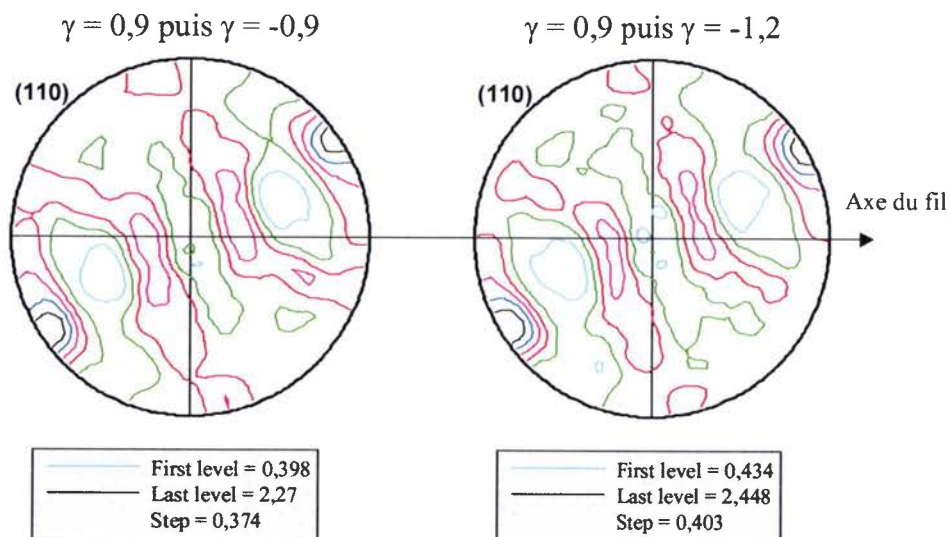 γ = 0,9 puis γ = -0,9
γ = 0,9 puis γ = -1,2
(110)
(110)
Axe du fil
First level = 0,398
Last level = 2,27
Step = 0,374
First level = 0,434
Last level = 2,448
Step = 0,403